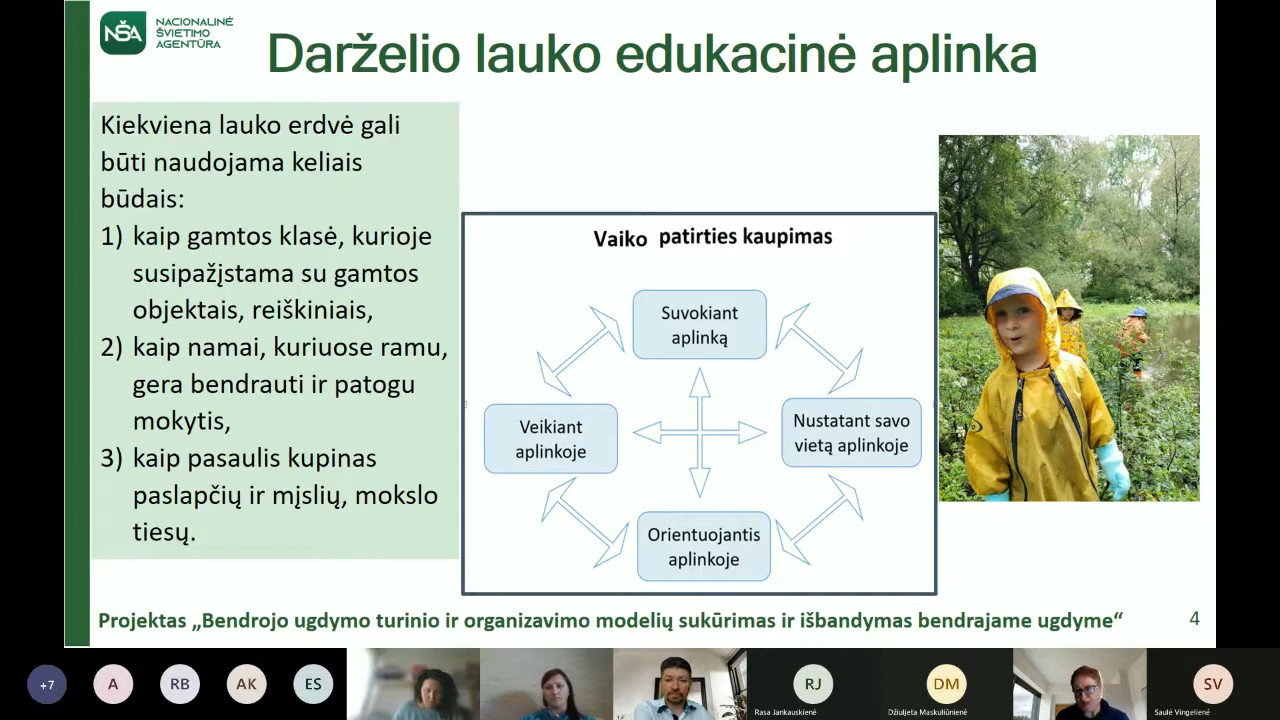 NŠA
NACIONALINĖ
ŠVIETIMO
AGENTŪRA
Darželio lauko edukacinė aplinka
Kiekviena lauko erdvė gali
būti naudojama keliais
būdais:
1) kaip gamtos klasė, kurioje
susipažįstama su gamtos
objektais, reiškiniais,
2) kaip namai, kuriuose ramu,
gera bendrauti ir patogu
mokytis,
3) kaip pasaulis kupinas
paslapčių ir mįslių, mokslo
tiesų.
Vaiko patirties kaupimas
Suvokiant
aplinką
Veikiant
aplinkoje
Nustatant savo
vietą aplinkoje
Orientuojantis
aplinkoje
Projektas „Bendrojo ugdymo turinio ir organizavimo modelių sukūrimas ir išbandymas bendrajame ugdyme“
4
+7
A
RB
AK
ES
RJ
Rasa Jankauskienė
DM
Džiuljeta Maskuliūnienė
SV
Saulė Vingelienė